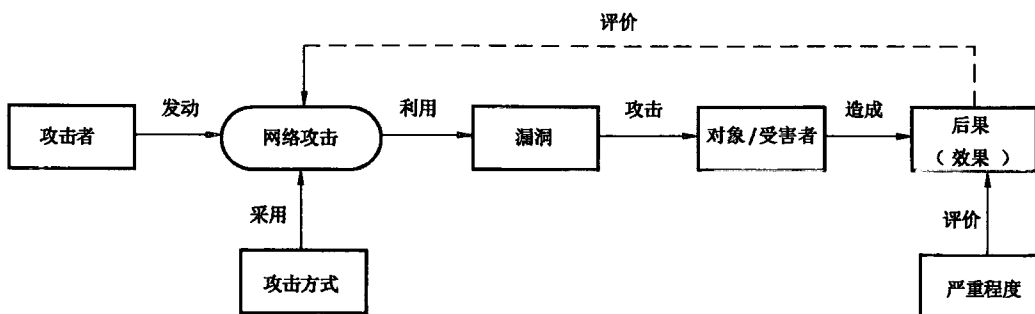 评价
发动
利用
攻击
造成
攻击者
网络攻击
漏洞
对象/受害者
后果
（效果）
采用
评价
攻击方式
严重程度